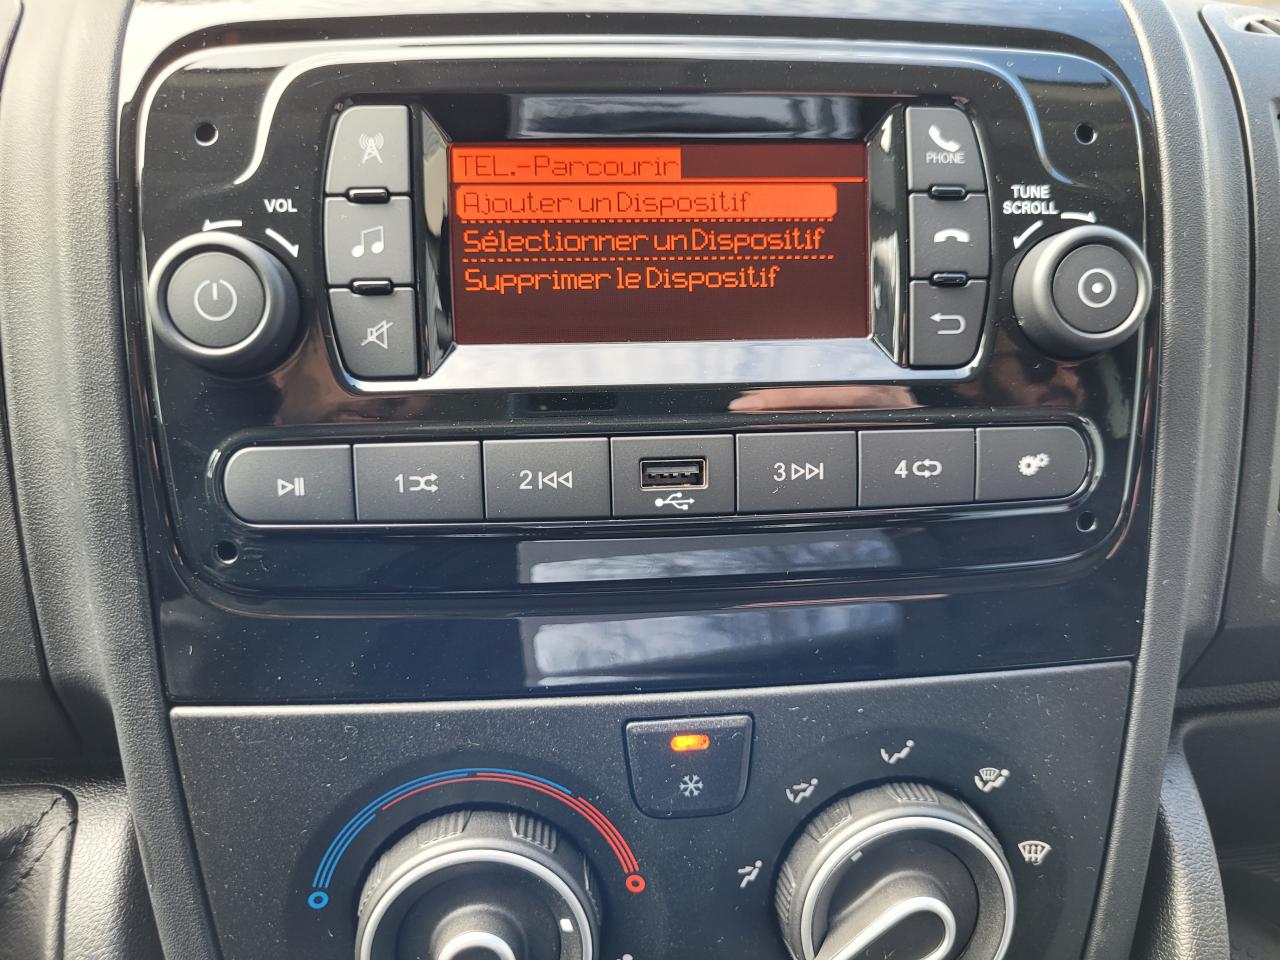 TEL.-Parcourir
Ajouter un Dispositif
Sélectionner un Dispositif
Supprimer le Dispositif
VOL
PHONE
TUNE
SCROLL
1
2
3
4